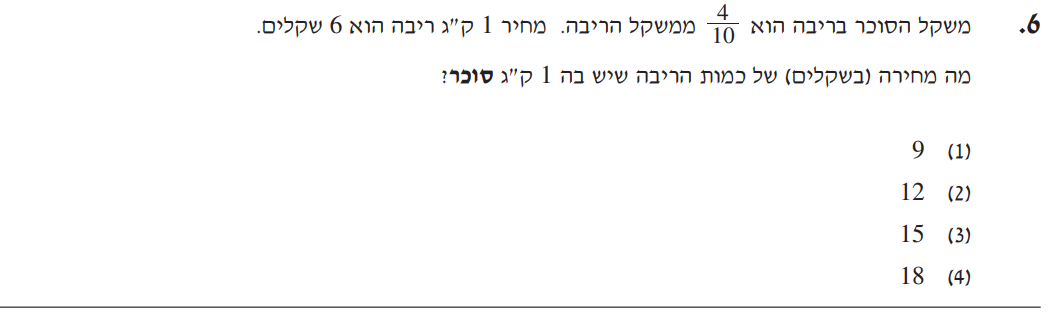 6. משקל הסוכר בריבה הוא 4/10 ממשקל הריבה. מחיר 1 ק"ג ריבה הוא 6 שקלים.
מה מחירה (בשקלים) של כמות הריבה שיש בה 1 ק"ג סוכר?
(1) 9
(2) 12
(3) 15
(4) 18